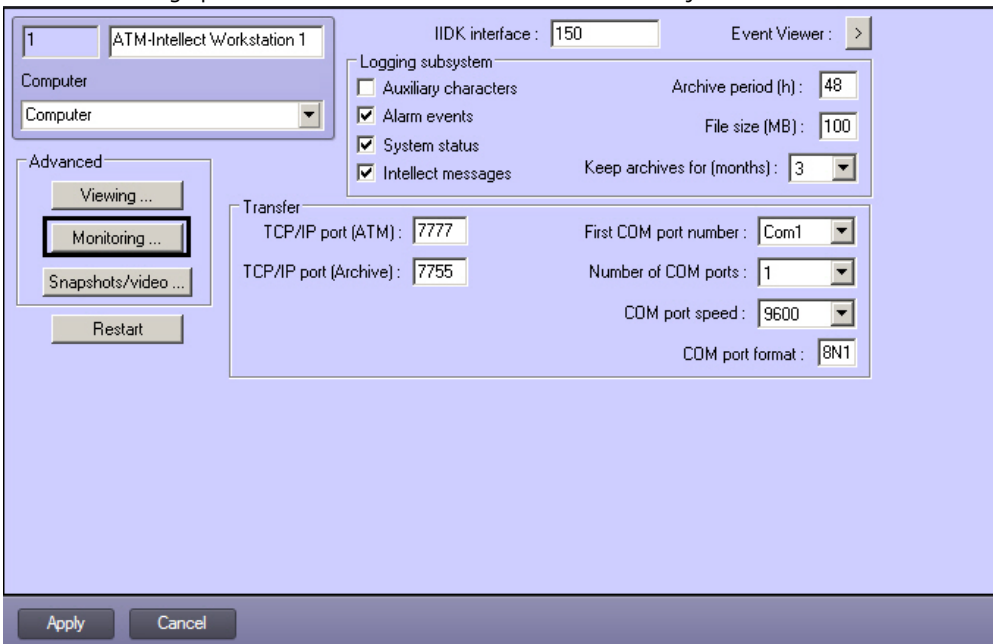 1 ATM-Intellect Workstation 1
Computer
Computer
IIDK interface : 150
Event Viewer : >
Logging subsystem
Auxiliary characters
Alarm events
System status
Intellect messages
Archive period (h) : 48
File size (MB) : 100
Keep archives for (months) : 3
Advanced
Viewing ...
Monitoring ...
Snapshots/video ...
Restart
Transfer
TCP/IP port (ATM) : 7777
TCP/IP port (Archive) : 7755
First COM port number : Com1
Number of COM ports : 1
COM port speed : 9600
COM port format : 8N1
Apply Cancel